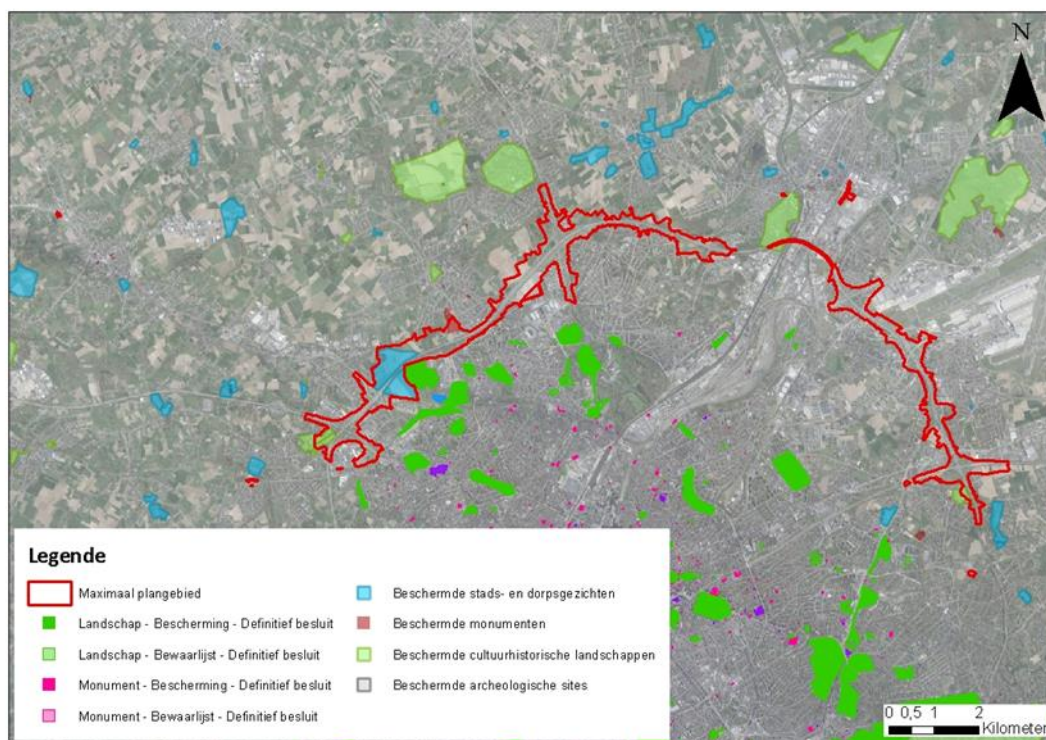 N
Legende
Maximaal plangebied
Landschap - Bescherming - Definitief besluit
Landschap - Bewaarlijst - Definitief besluit
Monument - Bescherming - Definitief besluit
Monument - Bewaarlijst - Definitief besluit
Beschermde stads- en dorpsgezichten
Beschermde monumenten
Beschermde cultuurhistorische landschappen
Beschermde archeologische sites
0 0,5 1 2
Kilometer